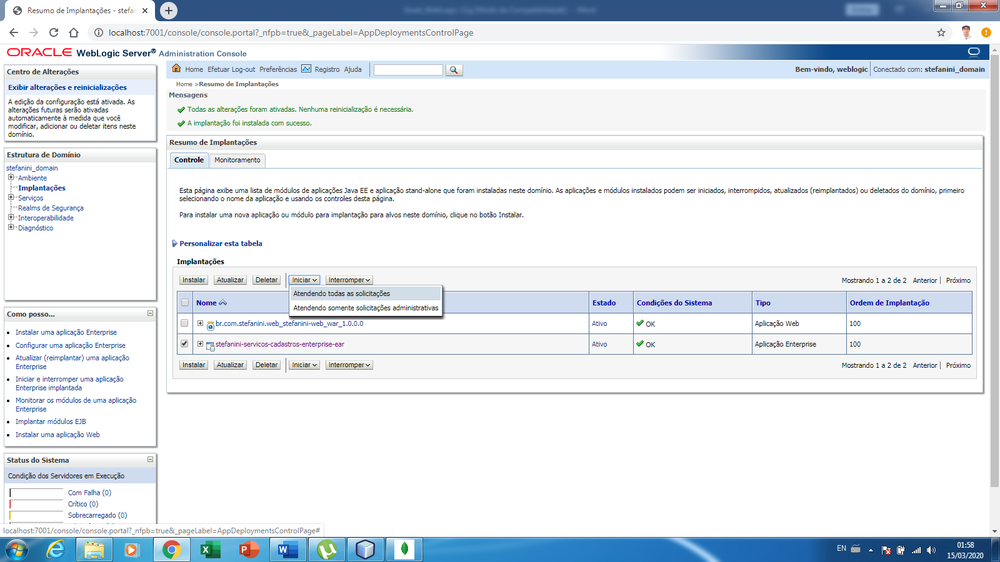 Resumo de Implantações - stefar
localhost:7001/console/console.portal?_nfpb=true&_pageLabel=AppDeploymentsControlPage
ORACLE WebLogic Server® Administration Console
Centro de Alterações
Exibir alterações e reinicializações
A edição da configuração está ativada. As
alterações futuras serão ativadas
automaticamente à medida que você
modificar, adicionar ou deletar itens neste
domínio.
Estrutura de Domínio
stefanini_domain
Ambiente
Implantações
Serviços
Realms de Segurança
Interoperabilidade
Diagnóstico
Como posso...
Instalar uma aplicação Enterprise
Configurar uma aplicação Enterprise
Atualizar (reimplantar) uma aplicação
Enterprise
Iniciar e interromper uma aplicação
Enterprise implantada
Monitorar os módulos de uma aplicação
Enterprise
Implantar módulos EJB
Instalar uma aplicação Web
Status do Sistema
Condição dos Servidores em Execução
Com Falha (0)
Crítico (0)
Sobrecarregado (0)
Home Efetuar Log-out Preferências Registro Ajuda
Bem-vindo, weblogic Conectado com: stefanini_domain
Home >Resumo de Implantações
Mensagens
Todas as alterações foram ativadas. Nenhuma reinicialização é necessária.
A implantação foi instalada com sucesso.
Resumo de Implantações
Controle Monitoramento
Esta página exibe uma lista de módulos de aplicações Java EE e aplicação stand-alone que foram instaladas neste domínio. As aplicações e módulos instalados podem ser iniciados, interrompidos, atualizados (reimplantados) ou deletados do domínio, primeiro
selecionando o nome da aplicação e usando os controles desta página.
Para instalar uma nova aplicação ou módulo para implantação para alvos neste domínio, clique no botão Instalar.
Personalizar esta tabela
Implantações
Instalar Atualizar Deletar Iniciar Interromper Mostrando 1 a 2 de 2 Anterior Próximo
Atendendo todas as solicitações
Atendendo somente solicitações administrativas
Nome Estado Condições do Sistema Tipo Ordem de Implantação
br.com.stefanini.web_stefanini-web_war_1.0.0.0 Ativo OK Aplicação Web 100
stefanini-servicos-cadastros-enterprise-ear Ativo OK Aplicação Enterprise 100
Instalar Atualizar Deletar Iniciar Interromper Mostrando 1 a 2 de 2 Anterior Próximo
localhost:7001/console/console.portal?_nfpb=true&_pageLabel=AppDeploymentsControlPage#
EN
01:58
15/03/2020